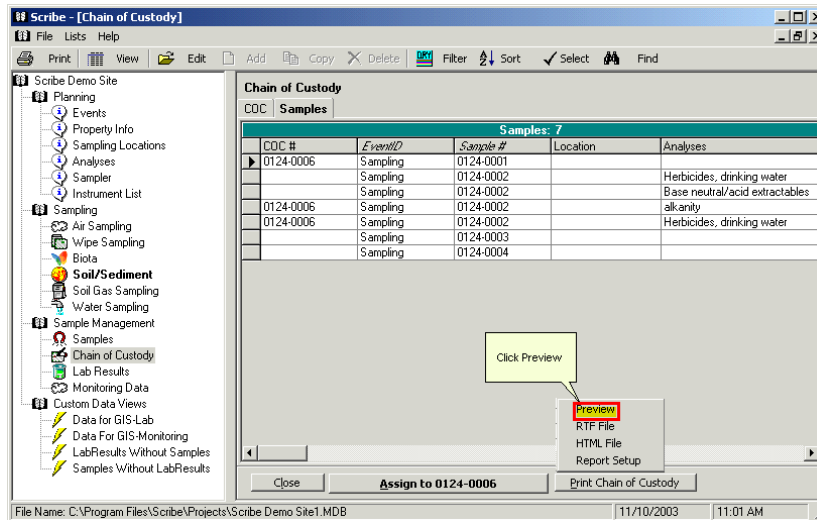 Scribe - [Chain of Custody]
File Lists Help
Print View Edit Add Copy Delete QRY Filter Sort Select Find
Scribe Demo Site
Planning
Events
Property Info
Sampling Locations
Analyses
Sampler
Instrument List
Sampling
Air Sampling
Wipe Sampling
Biota
Soil/Sediment
Soil Gas Sampling
Water Sampling
Sample Management
Samples
Chain of Custody
Lab Results
Monitoring Data
Custom Data Views
Data for GIS-Lab
Data For GIS-Monitoring
LabResults Without Samples
Samples Without LabResults
Chain of Custody
COC Samples
Samples: 7
COC # EventID Sample # Location Analyses
0124-0006 Sampling 0124-0001
Sampling 0124-0002 Herbicides, drinking water
Sampling 0124-0002 Base neutral/acid extractables
0124-0006 Sampling 0124-0002 alkanity
0124-0006 Sampling 0124-0002 Herbicides, drinking water
Sampling 0124-0003
Sampling 0124-0004
Click Preview
Preview
RTF File
HTML File
Report Setup
Close Assign to 0124-0006 Print Chain of Custody
File Name: C:\Program Files\Scribe\Projects\Scribe Demo Site1.MDB 11/10/2003 11:01 AM